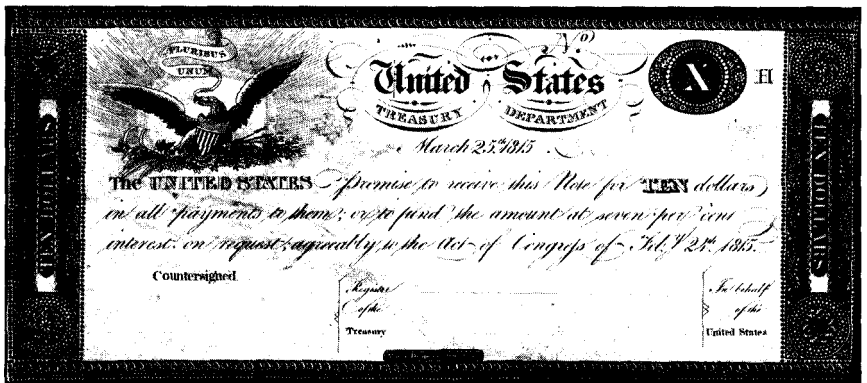 PLURIBUS
UNUM
No
United States
TREASURY DEPARTMENT
X
H
March 25th. 1815.
The UNITED STATES Promise to receive this Note for TEN dollars
in all payments to them; or to fund the amount at seven per cent
interest, on request; agreeably to the Act of Congress of Feby. 24th. 1815.
Countersigned
Register
of the
Treasury
In behalf
of the
United States
TEN DOLLARS
TEN DOLLARS